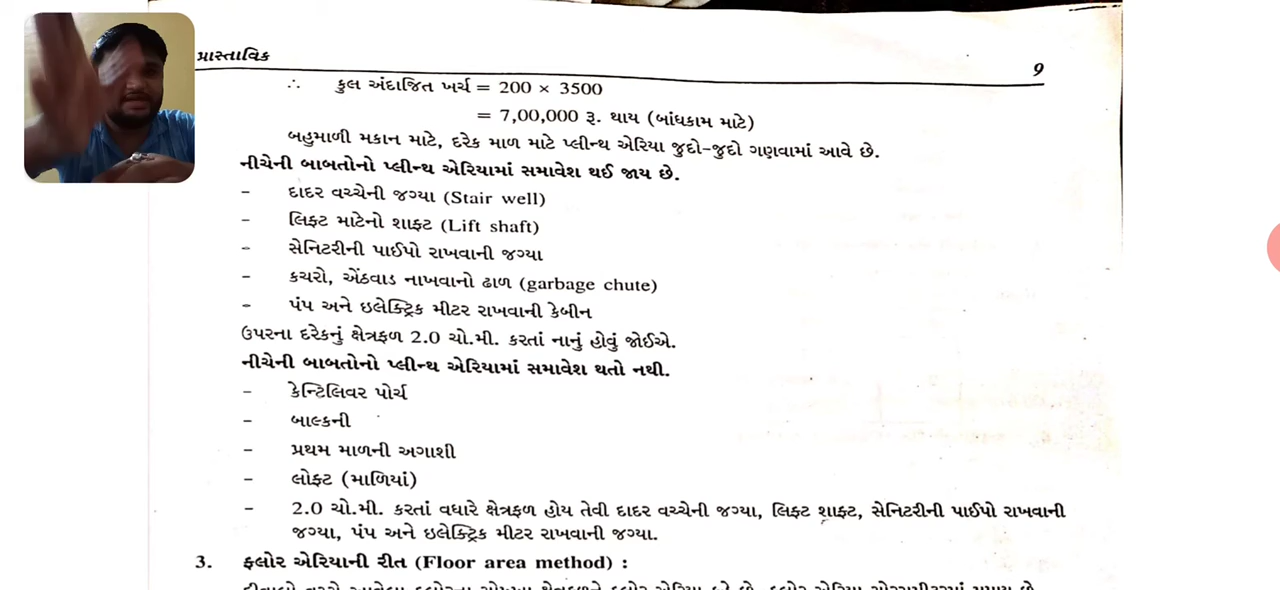 પ્રાસ્તાવિક
9
∴ કુલ અંદાજિત ખર્ચ = 200 × 3500
= 7,00,000 રૂ. થાય (બાંધકામ માટે)
બહુમાળી મકાન માટે, દરેક માળ માટે પ્લીન્થ એરિયા જુદો-જુદો ગણવામાં આવે છે.
નીચેની બાબતોનો પ્લીન્થ એરિયામાં સમાવેશ થઈ જાય છે.
- દાદર વચ્ચેની જગ્યા (Stair well)
- લિફ્ટ માટેનો શાફ્ટ (Lift shaft)
- સેનિટરીની પાઈપો રાખવાની જગ્યા
- કચરો, એંઠવાડ નાખવાનો ઢાળ (garbage chute)
- પંપ અને ઇલેક્ટ્રિક મીટર રાખવાની કેબીન
ઉપરના દરેકનું ક્ષેત્રફળ 2.0 ચો.મી. કરતાં નાનું હોવું જોઈએ.
નીચેની બાબતોનો પ્લીન્થ એરિયામાં સમાવેશ થતો નથી.
- કેન્ટિલિવર પોર્ચ
- બાલ્કની
- પ્રથમ માળની અગાશી
- લોફ્ટ (માળિયાં)
- 2.0 ચો.મી. કરતાં વધારે ક્ષેત્રફળ હોય તેવી દાદર વચ્ચેની જગ્યા, લિફ્ટ શાફ્ટ, સેનિટરીની પાઈપો રાખવાની
જગ્યા, પંપ અને ઇલેક્ટ્રિક મીટર રાખવાની જગ્યા.
3. ફ્લોર એરિયાની રીત (Floor area method) :